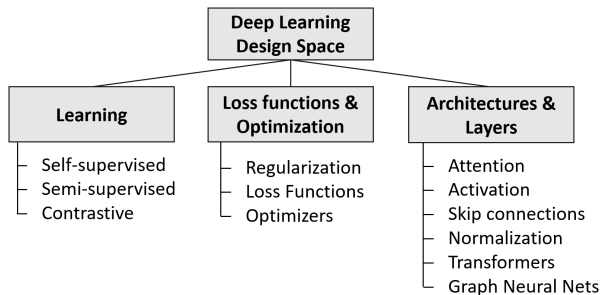 Deep Learning
Design Space
Learning
Self-supervised
Semi-supervised
Contrastive
Loss functions &
Optimization
Regularization
Loss Functions
Optimizers
Architectures &
Layers
Attention
Activation
Skip connections
Normalization
Transformers
Graph Neural Nets